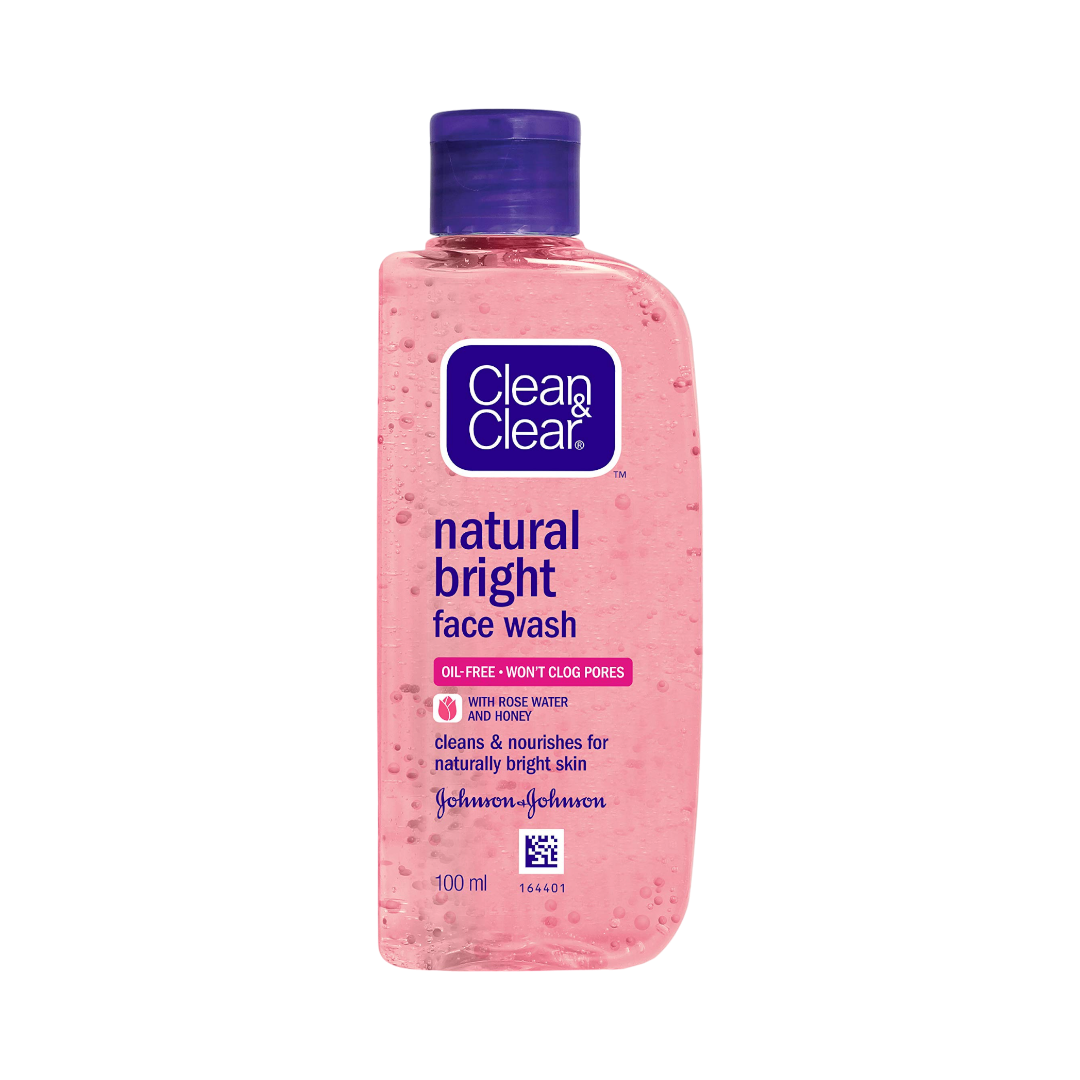 Clean
&
Clear®
™
natural
bright
face wash
OIL-FREE • WON'T CLOG PORES
WITH ROSE WATER
AND HONEY
cleans & nourishes for
naturally bright skin
Johnson+Johnson
100 ml
164401